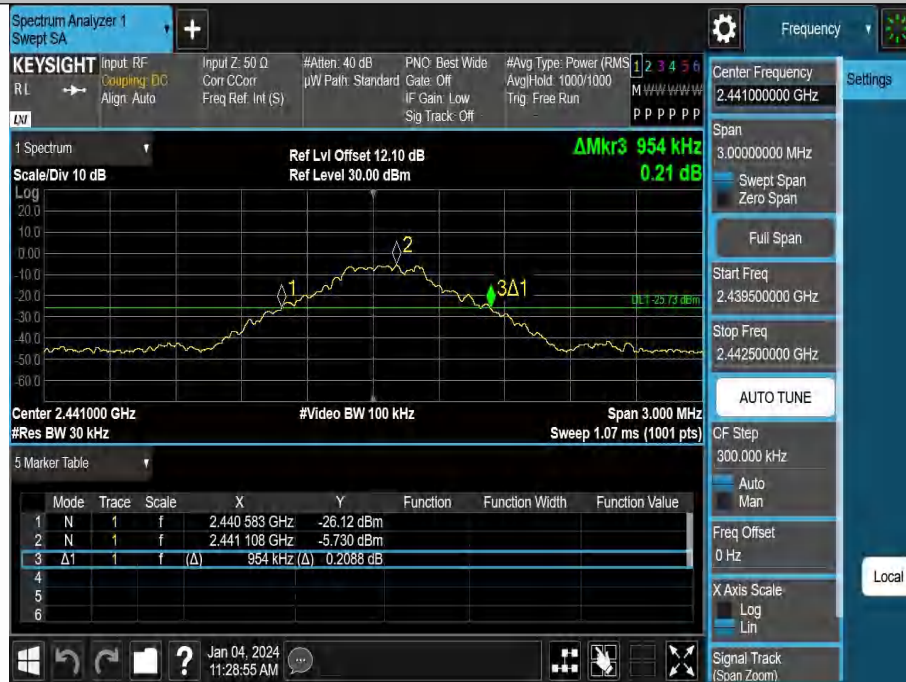 Spectrum Analyzer 1
Swept SA
+
KEYSIGHT
RL
LXI
Input: RF
Coupling: DC
Align: Auto
Input Z: 50 Ω
Corr CCorr
Freq Ref: Int (S)
#Atten: 40 dB
µW Path: Standard
PNO: Best Wide
Gate: Off
IF Gain: Low
Sig Track: Off
#Avg Type: Power (RMS
Avg|Hold: 1000/1000
Trig: Free Run
1 2 3 4 5 6
M W W W W W
P P P P P P
1 Spectrum
Scale/Div 10 dB
Ref Lvl Offset 12.10 dB
Ref Level 30.00 dBm
ΔMkr3 954 kHz
0.21 dB
Log
20.0
10.0
0.00
-10.0
-20.0
-30.0
-40.0
-50.0
-60.0
1
2
3Δ1
DL1 -25.73 dBm
Center 2.441000 GHz
#Video BW 100 kHz
Span 3.000 MHz
#Res BW 30 kHz
Sweep 1.07 ms (1001 pts)
5 Marker Table
Mode Trace Scale X Y Function Function Width Function Value
1 N 1 f 2.440 583 GHz -26.12 dBm
2 N 1 f 2.441 108 GHz -5.730 dBm
3 Δ1 1 f (Δ) 954 kHz (Δ) 0.2088 dB
4
5
6
?
Jan 04, 2024
11:28:55 AM
Frequency
Settings
Center Frequency
2.441000000 GHz
Span
3.00000000 MHz
Swept Span
Zero Span
Full Span
Start Freq
2.439500000 GHz
Stop Freq
2.442500000 GHz
AUTO TUNE
CF Step
300.000 kHz
Auto
Man
Freq Offset
0 Hz
X Axis Scale
Log
Lin
Local
Signal Track
(Span Zoom)